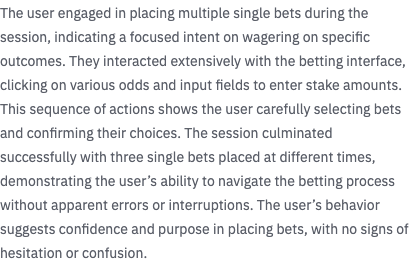 The user engaged in placing multiple single bets during the
session, indicating a focused intent on wagering on specific
outcomes. They interacted extensively with the betting interface,
clicking on various odds and input fields to enter stake amounts.
This sequence of actions shows the user carefully selecting bets
and confirming their choices. The session culminated
successfully with three single bets placed at different times,
demonstrating the user’s ability to navigate the betting process
without apparent errors or interruptions. The user’s behavior
suggests confidence and purpose in placing bets, with no signs of
hesitation or confusion.